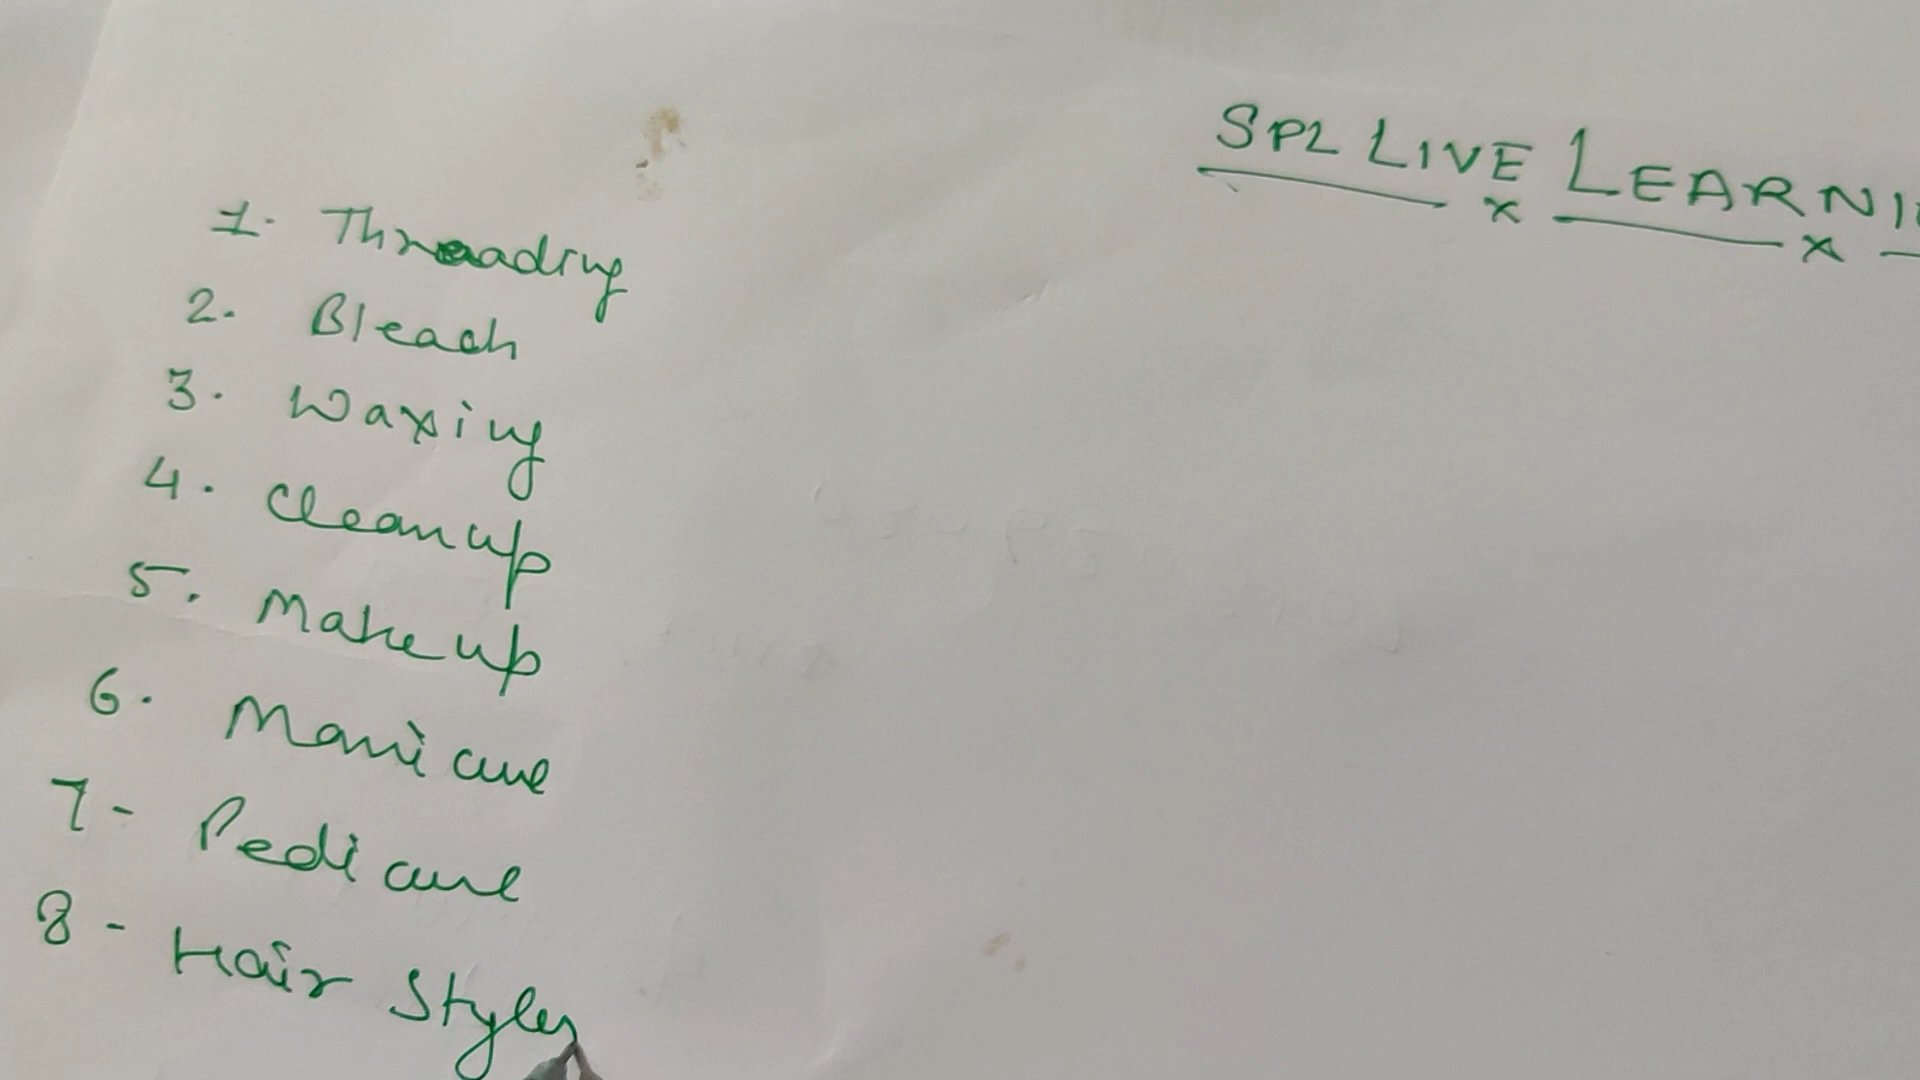 SPL LIVE LEARNI
1. Threading
2. Bleach
3. Waxing
4. Cleanup
5. Makeup
6. Manicure
7- Pedicure
8- Hair Styles